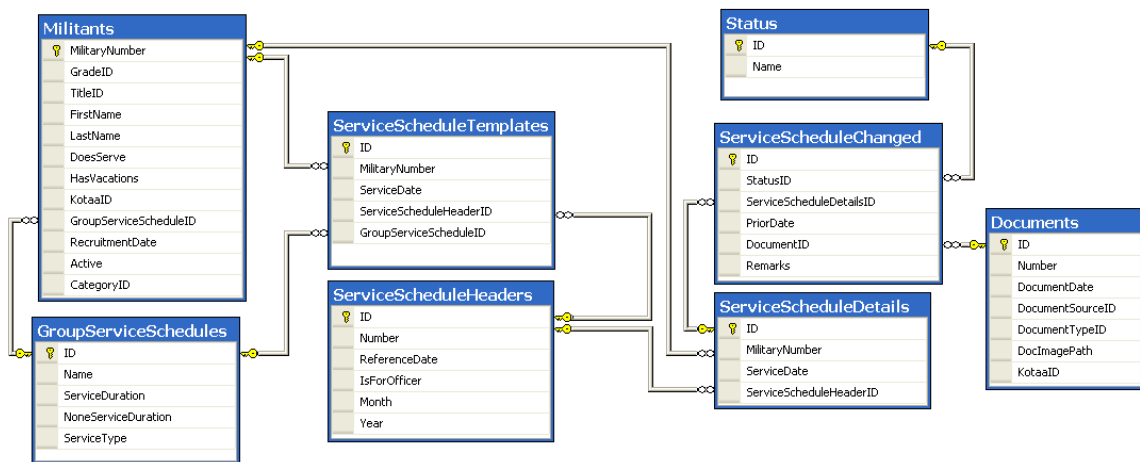 Militants
MilitaryNumber
GradeID
TitleID
FirstName
LastName
DoesServe
HasVacations
KotaaID
GroupServiceScheduleID
RecruitmentDate
Active
CategoryID
GroupServiceSchedules
ID
Name
ServiceDuration
NoneServiceDuration
ServiceType
ServiceScheduleTemplates
ID
MilitaryNumber
ServiceDate
ServiceScheduleHeaderID
GroupServiceScheduleID
ServiceScheduleHeaders
ID
Number
ReferenceDate
IsForOfficer
Month
Year
Status
ID
Name
ServiceScheduleChanged
ID
StatusID
ServiceScheduleDetailsID
PriorDate
DocumentID
Remarks
ServiceScheduleDetails
ID
MilitaryNumber
ServiceDate
ServiceScheduleHeaderID
Documents
ID
Number
DocumentDate
DocumentSourceID
DocumentTypeID
DocImagePath
KotaaID